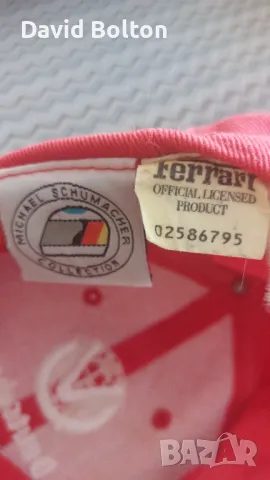 David Bolton
Ferrari
OFFICIAL LICENSED
PRODUCT
02586795
MICHAEL SCHUMACHER
COLLECTION
BAZAR